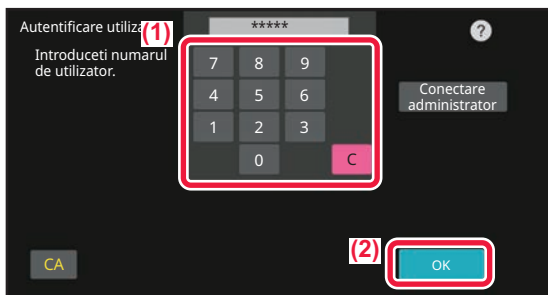 Autentificare utiliza
(1)
*****
?
Introduceti numărul
de utilizator.
7 8 9
4 5 6
1 2 3
0 C
Conectare
administrator
(2)
CA
OK